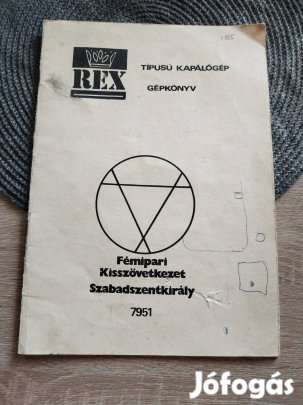 REX
TÍPUSÚ KAPÁLÓGÉP
GÉPKÖNYV
Fémipari
Kisszövetkezet
Szabadszentkirály
7951
Jófogás